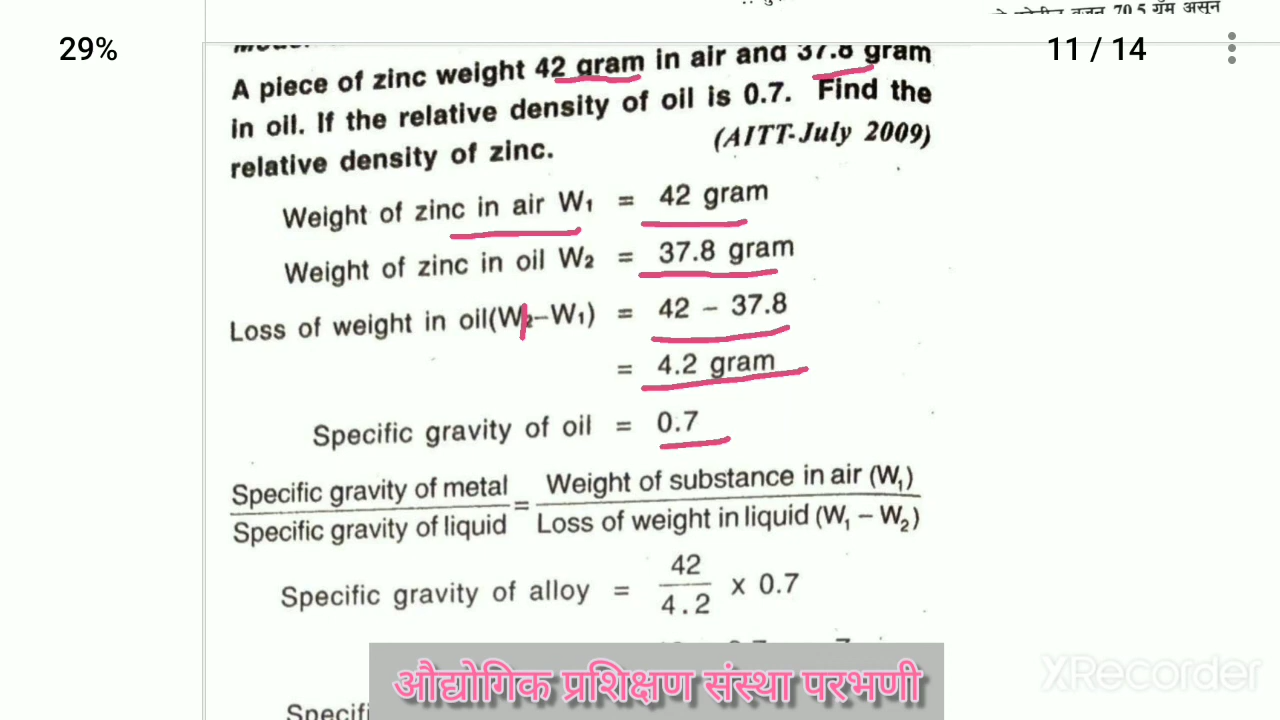 70.5 ग्रॅम असून
29%
11 / 14
A piece of zinc weight 42 gram in air and 37.8 gram
in oil. If the relative density of oil is 0.7. Find the
relative density of zinc. (AITT-July 2009)
Weight of zinc in air W₁ = 42 gram
Weight of zinc in oil W₂ = 37.8 gram
Loss of weight in oil(W₂–W₁) = 42 – 37.8
= 4.2 gram
Specific gravity of oil = 0.7
Specific gravity of metal = Weight of substance in air (W₁)
Specific gravity of liquid Loss of weight in liquid (W₁ – W₂)
Specific gravity of alloy = 42 x 0.7
4.2
औद्योगिक प्रशिक्षण संस्था परभणी
XRecorder